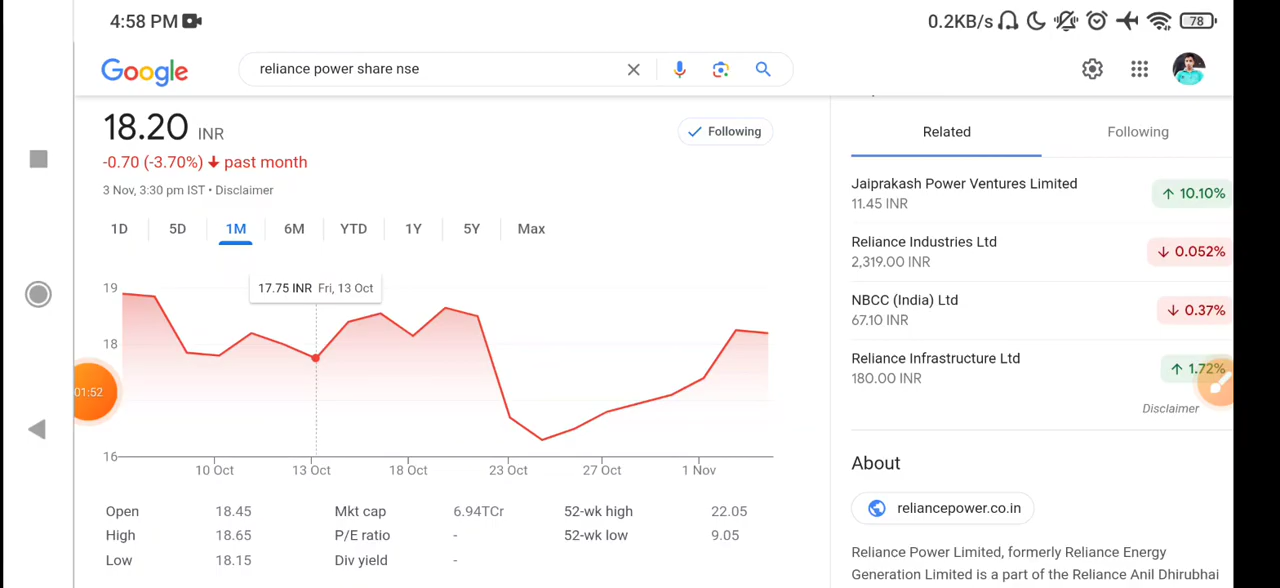 4:58 PM
0.2KB/s
78
Google
reliance power share nse
18.20 INR
Following
-0.70 (-3.70%) past month
3 Nov, 3:30 pm IST • Disclaimer
1D
5D
1M
6M
YTD
1Y
5Y
Max
17.75 INR Fri, 13 Oct
19
18
16
10 Oct
13 Oct
18 Oct
23 Oct
27 Oct
1 Nov
01:52
Open 18.45
High 18.65
Low 18.15
Mkt cap 6.94TCr
P/E ratio -
Div yield -
52-wk high 22.05
52-wk low 9.05
Related
Following
Jaiprakash Power Ventures Limited
11.45 INR
10.10%
Reliance Industries Ltd
2,319.00 INR
0.052%
NBCC (India) Ltd
67.10 INR
0.37%
Reliance Infrastructure Ltd
180.00 INR
1.72%
Disclaimer
About
reliancepower.co.in
Reliance Power Limited, formerly Reliance Energy
Generation Limited is a part of the Reliance Anil Dhirubhai